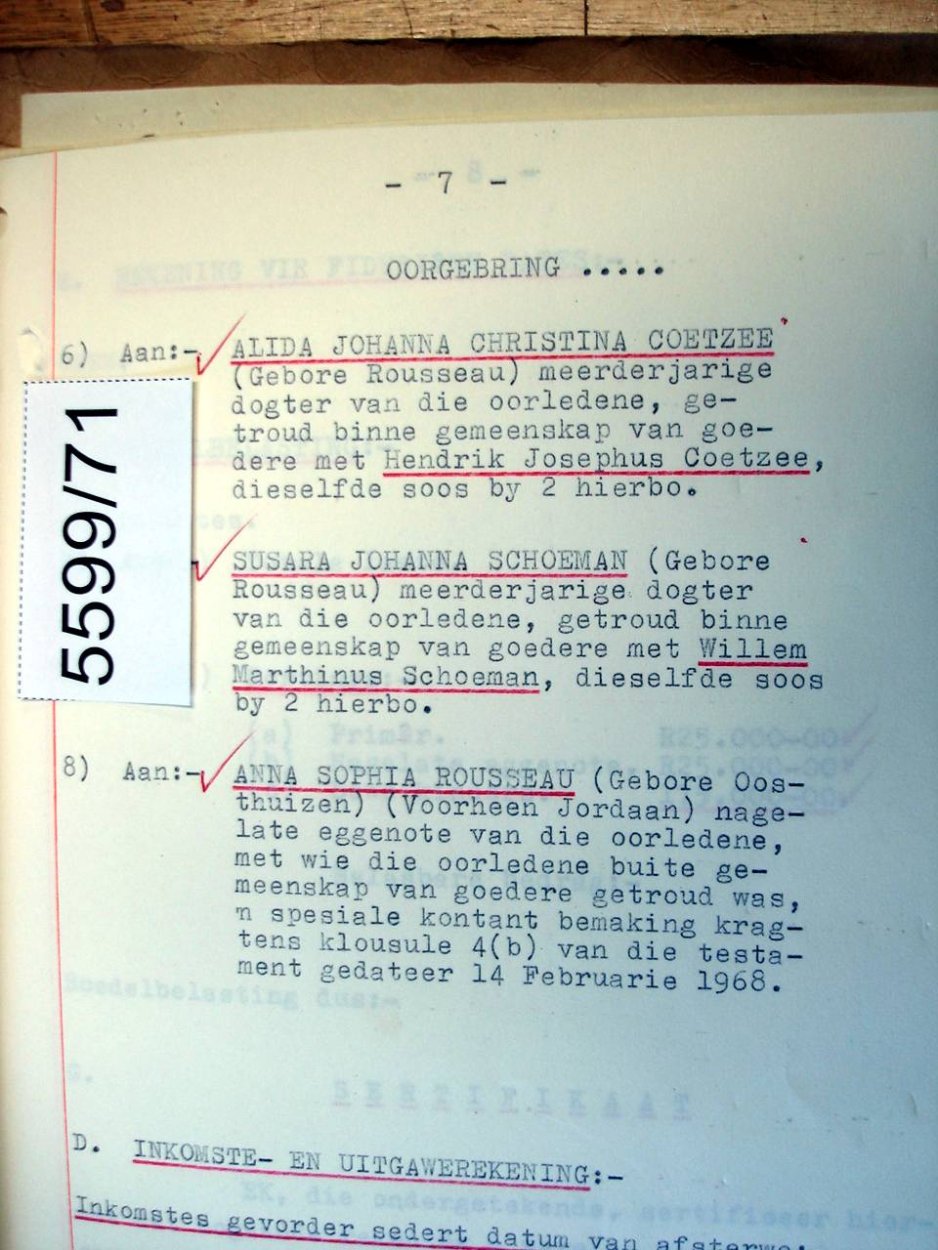 - 7 -
OORGEBRING .....
6) Aan:- ALIDA JOHANNA CHRISTINA COETZEE
(Gebore Rousseau) meerderjarige
dogter van die oorledene, ge-
troud binne gemeenskap van goe-
dere met Hendrik Josephus Coetzee,
dieselfde soos by 2 hierbo.
5599/71
SUSARA JOHANNA SCHOEMAN (Gebore
Rousseau) meerderjarige dogter
van die oorledene, getroud binne
gemeenskap van goedere met Willem
Marthinus Schoeman, dieselfde soos
by 2 hierbo.
8) Aan:- ANNA SOPHIA ROUSSEAU (Gebore Oos-
thuizen) (Voorheen Jordaan) nage-
late eggenote van die oorledene,
met wie die oorledene buite ge-
meenskap van goedere getroud was,
'n spesiale kontant bemaking krag-
tens klousule 4(b) van die testa-
ment gedateer 14 Februarie 1968.
D. INKOMSTE- EN UITGAWEREKENING:-
Inkomstes gevorder sedert datum van afsterwe: